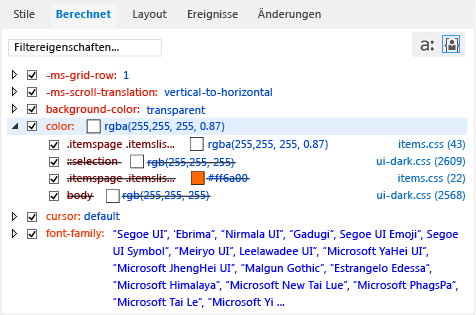 Stile Berechnet Layout Ereignisse Änderungen
Filtereigenschaften... a:
-ms-grid-row: 1
-ms-scroll-translation: vertical-to-horizontal
background-color: transparent
color: rgba(255,255, 255, 0.87)
.itemspage .itemslis... rgba(255,255, 255, 0.87) items.css (43)
::selection rgb(255,255, 255) ui-dark.css (2609)
.itemspage .itemslis... #ff6a00 items.css (22)
body rgb(255,255, 255) ui-dark.css (2568)
cursor: default
font-family: "Segoe UI", 'Ebrima", "Nirmala UI", "Gadugi", Segoe UI Emoji", Segoe
UI Symbol", "Meiryo UI", Leelawadee UI", "Microsoft YaHei UI",
"Microsoft JhengHei UI", "Malgun Gothic", "Estrangelo Edessa",
"Microsoft Himalaya", "Microsoft New Tai Lue", "Microsoft PhagsPa",
"Microsoft Tai Le", "Microsoft Yi ...